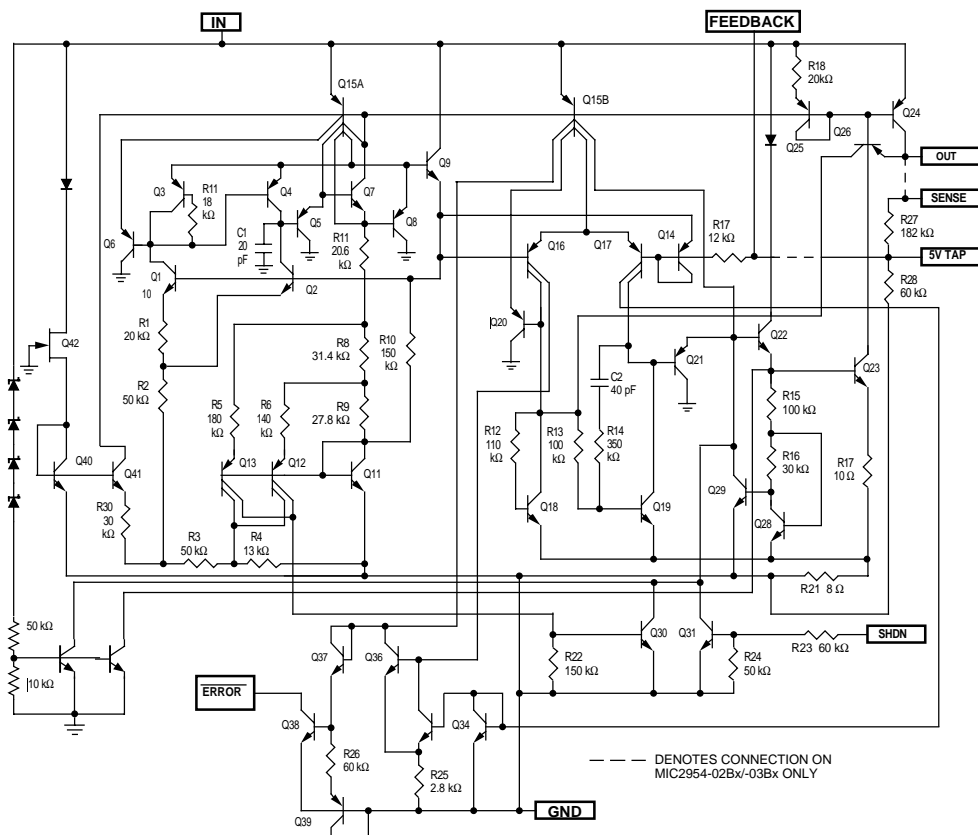 IN
FEEDBACK
R18
20kΩ
Q15A
Q15B
Q24
Q25
Q26
OUT
Q9
Q3
R11
18
kΩ
Q4
Q7
Q5
Q8
SENSE
C1
20
pF
Q6
R11
20.6
kΩ
R17
12 kΩ
Q14
R27
182 kΩ
Q16
Q17
5V TAP
Q1
10
Q2
R28
60 kΩ
R1
20 kΩ
Q20
Q42
R8
31.4 kΩ
R10
150
kΩ
Q21
Q22
Q23
R2
50 kΩ
C2
40 pF
R5
180
kΩ
R6
140
kΩ
R9
27.8 kΩ
R15
100 kΩ
R12
110
kΩ
R13
100
kΩ
R14
350
kΩ
R16
30 kΩ
R17
10 Ω
Q40
Q41
Q13
Q12
Q11
Q29
R30
30
kΩ
Q18
Q19
Q28
R3
50 kΩ
R4
13 kΩ
R21 8 Ω
50 kΩ
Q30
Q31
SHDN
R23 60 kΩ
Q37
Q36
R22
150 kΩ
R24
50 kΩ
10 kΩ
ERROR
Q38
Q34
R26
60 kΩ
R25
2.8 kΩ
DENOTES CONNECTION ON
MIC2954-02Bx/-03Bx ONLY
GND
Q39